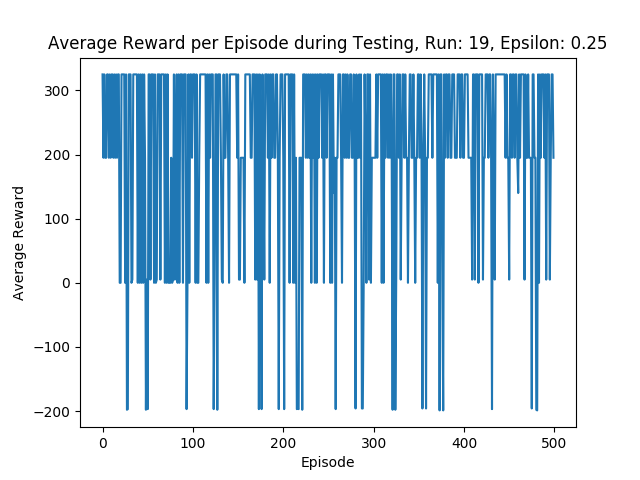 Average Reward per Episode during Testing, Run: 19, Epsilon: 0.25
300
200
100
0
−100
−200
Average Reward
0 100 200 300 400 500
Episode